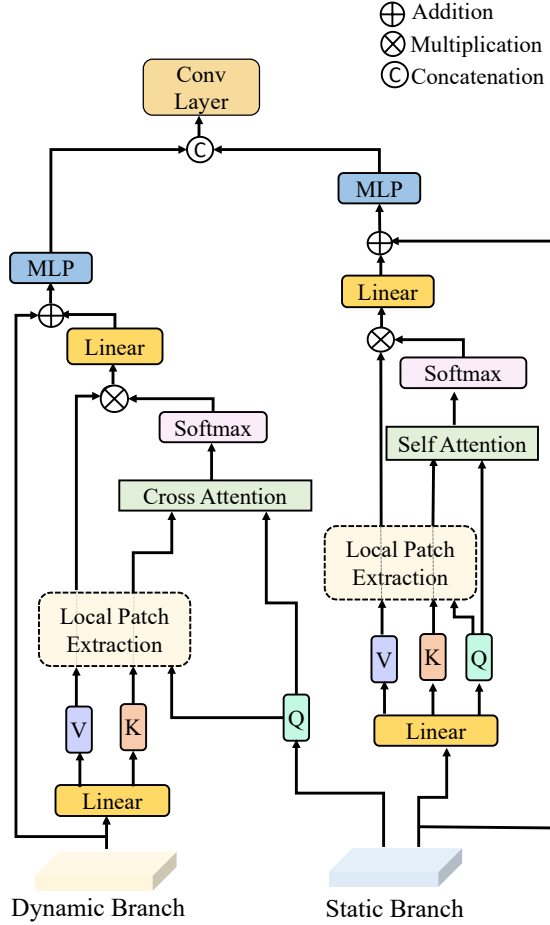 Addition
Multiplication
C Concatenation
Conv
Layer
C
MLP
MLP
Linear
Linear
Softmax
Softmax
Self Attention
Cross Attention
Local Patch
Extraction
Local Patch
Extraction
V
K
Q
V
K
Q
Linear
Linear
Dynamic Branch
Static Branch